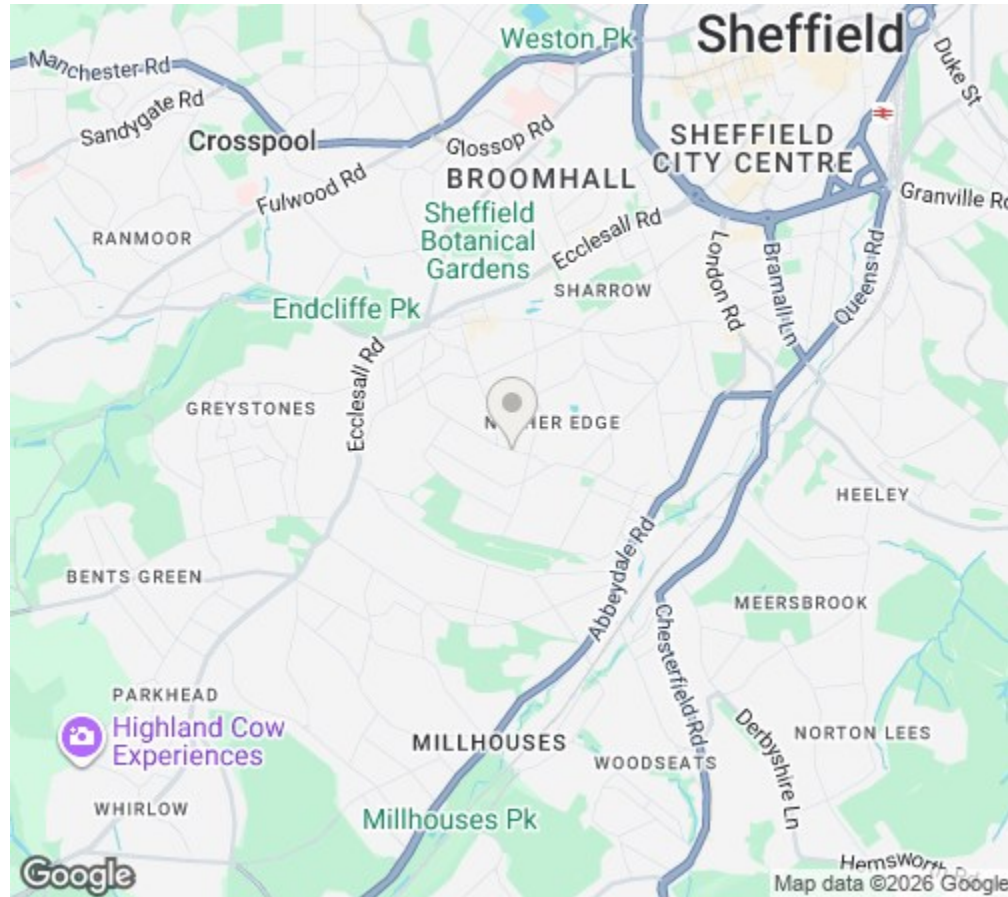 Weston Pk
Sheffield
Manchester Rd
Duke St
Sandygate Rd
Crosspool
Glossop Rd
SHEFFIELD
CITY CENTRE
BROOMHALL
Fulwood Rd
Granville Rd
Sheffield
Botanical
Gardens
Ecclesall Rd
RANMOOR
London Rd
Bramall Ln
Queens Rd
SHARROW
Endcliffe Pk
Ecclesall Rd
GREYSTONES
EDGE
HEELEY
Abbeydale Rd
BENTS GREEN
MEERSBROOK
Chesterfield Rd
PARKHEAD
Highland Cow
Experiences
MILLHOUSES
Derbyshire Ln
NORTON LEES
WOODSEATS
WHIRLOW
Millhouses Pk
Google
Map data ©2026 Google